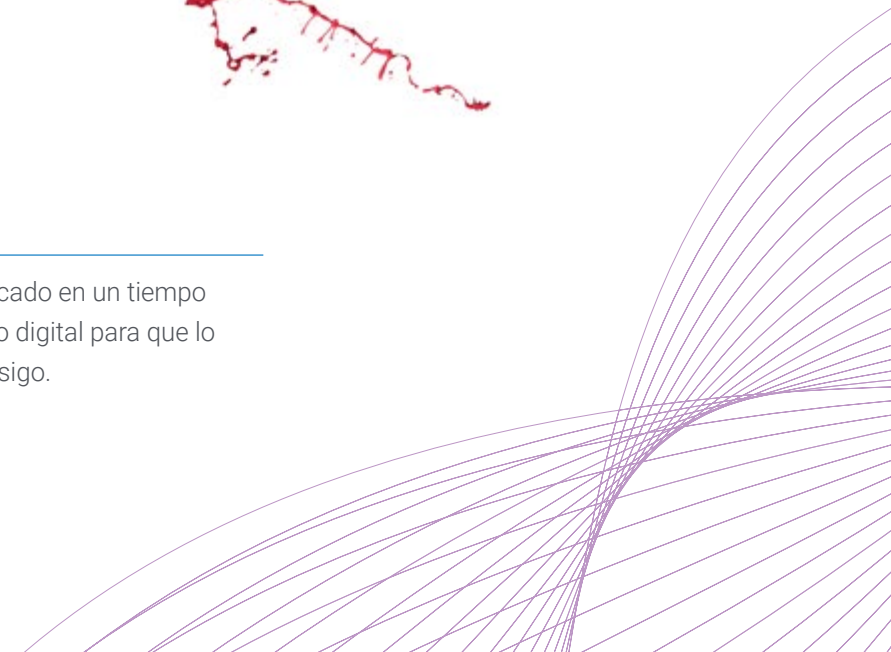 cado en un tiempo
o digital para que lo
sigo.